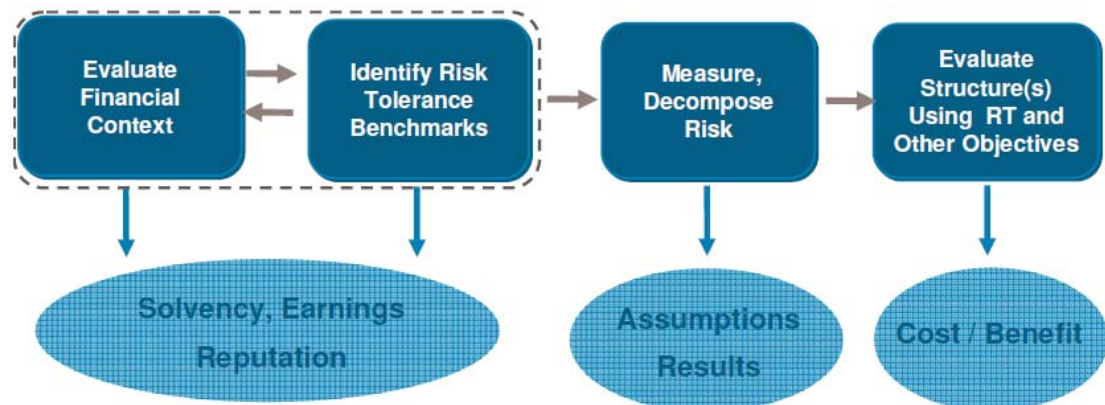 Evaluate
Financial
Context
Identify Risk
Tolerance
Benchmarks
Measure,
Decompose
Risk
Evaluate
Structure(s)
Using RT and
Other Objectives
Solvency, Earnings
Reputation
Assumptions
Results
Cost / Benefit